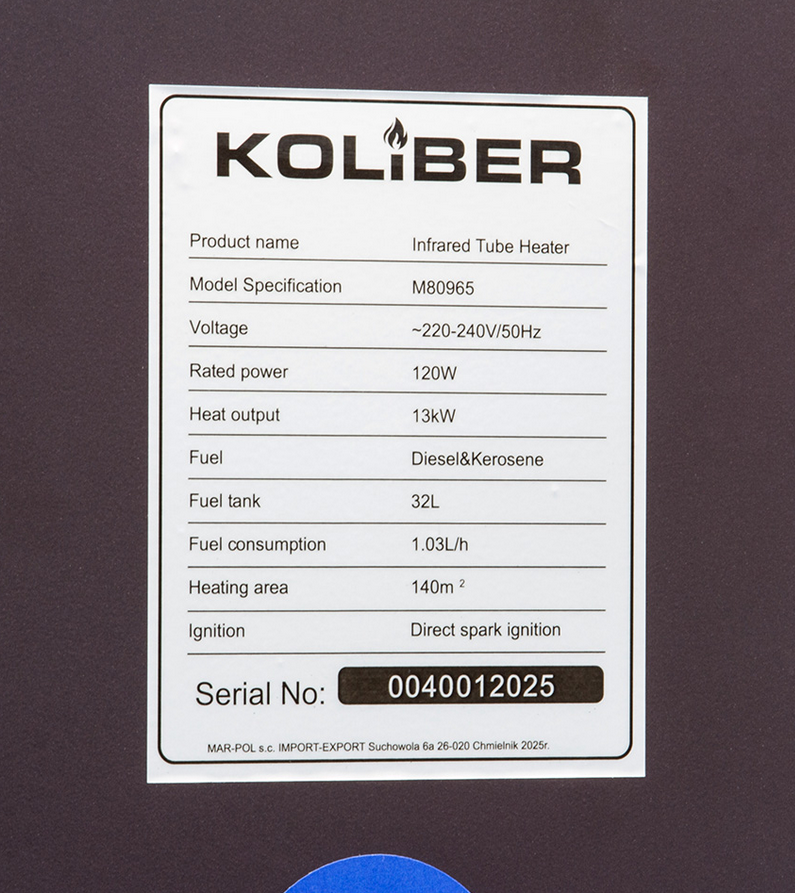 KOLiBER
Product name Infrared Tube Heater
Model Specification M80965
Voltage ~220-240V/50Hz
Rated power 120W
Heat output 13kW
Fuel Diesel&Kerosene
Fuel tank 32L
Fuel consumption 1.03L/h
Heating area 140m ²
Ignition Direct spark ignition
Serial No: 0040012025
MAR-POL s.c. IMPORT-EXPORT Suchowola 6a 26-020 Chmielnik 2025r.